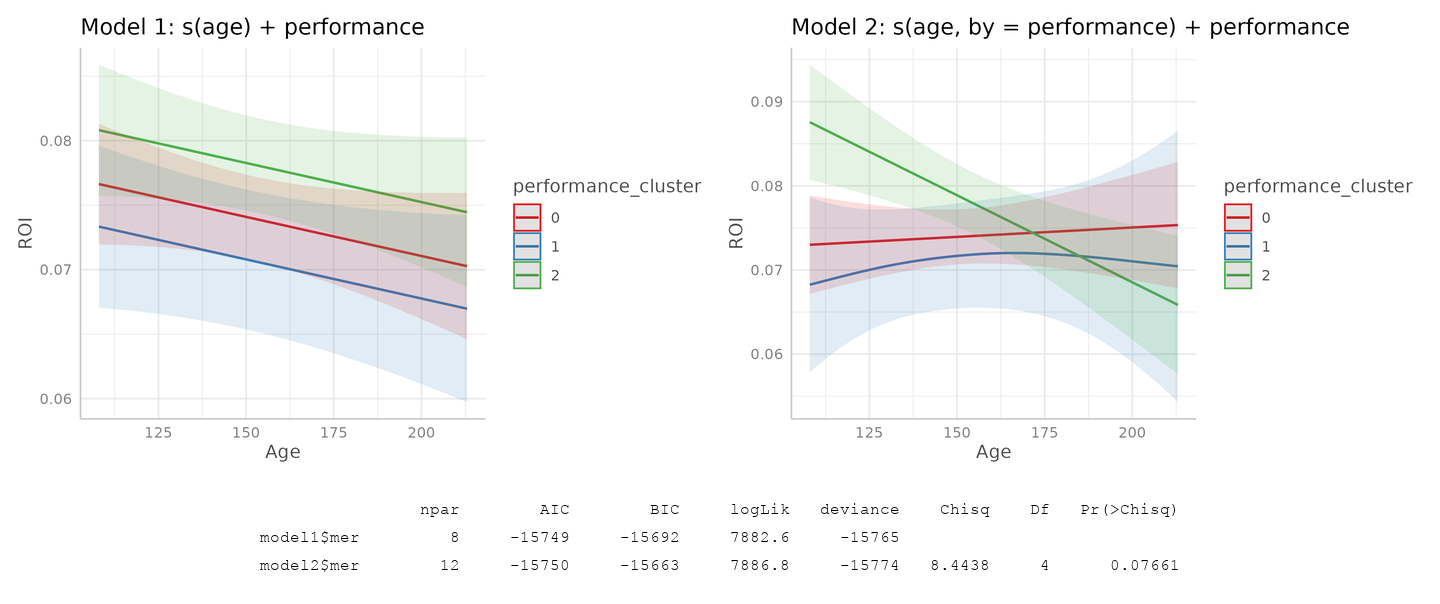 Model 1: s(age) + performance
ROI
0.08
0.07
0.06
125 150 175 200
Age
performance_cluster
0
1
2
Model 2: s(age, by = performance) + performance
ROI
0.09
0.08
0.07
0.06
125 150 175 200
Age
performance_cluster
0
1
2
npar AIC BIC logLik deviance Chisq Df Pr(>Chisq)
model1$mer 8 -15749 -15692 7882.6 -15765
model2$mer 12 -15750 -15663 7886.8 -15774 8.4438 4 0.07661